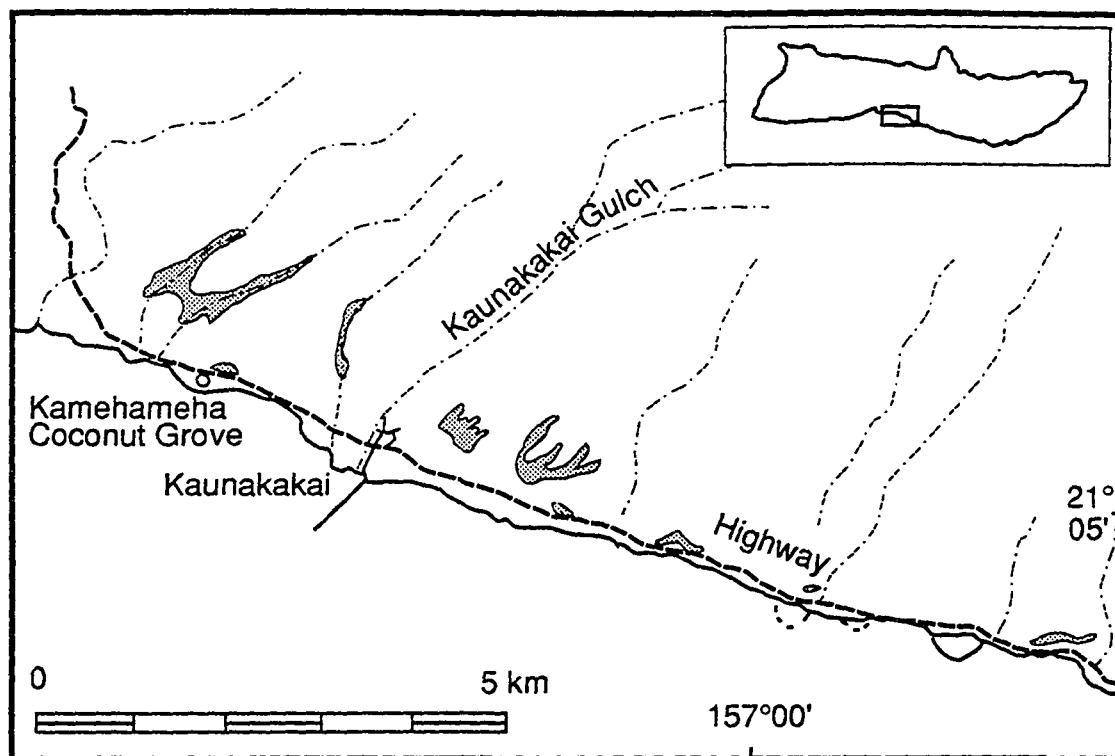 Kaunakakai Gulch
Kamehameha
Coconut Grove
Kaunakakai
Highway
21°
05'
0
5 km
157°00'